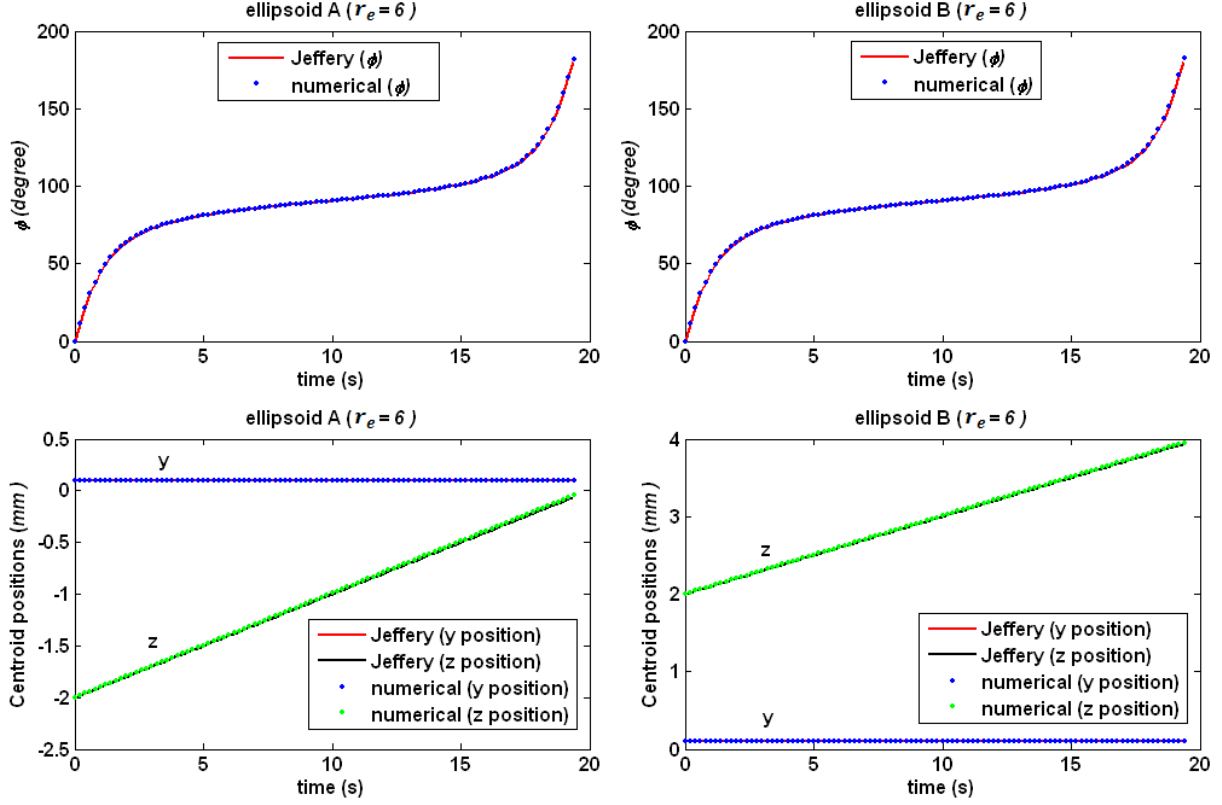 ellipsoid A ( r_e = 6 )
200
150
100
50
0
ϕ (degree)
Jeffery (ϕ)
numerical (ϕ)
0 5 10 15 20
time (s)
ellipsoid B ( r_e = 6 )
200
150
100
50
0
ϕ (degree)
Jeffery (ϕ)
numerical (ϕ)
0 5 10 15 20
time (s)
ellipsoid A ( r_e = 6 )
0.5
0
-0.5
-1
-1.5
-2
-2.5
Centroid positions (mm )
y
z
Jeffery (y position)
Jeffery (z position)
numerical (y position)
numerical (z position)
0 5 10 15 20
time (s)
ellipsoid B ( r_e = 6 )
4
3
2
1
0
Centroid positions (mm )
z
y
Jeffery (y position)
Jeffery (z position)
numerical (y position)
numerical (z position)
0 5 10 15 20
time (s)